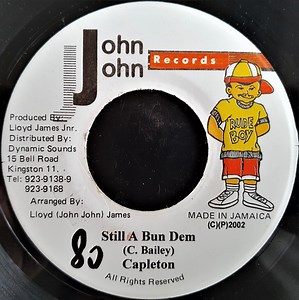 John
John
Records
Produced By:
Lloyd James Jnr.
Distributed By:
Dynamic Sounds
15 Bell Road
Kingston 11.
Tel: 923-9138-9
923-9168
Arranged By:
Lloyd (John John) James
RUDE
BOY
MADE IN JAMAICA
(C)(P)2002
80
Still A Bun Dem
(C. Bailey)
Capleton
All Rights Reserved